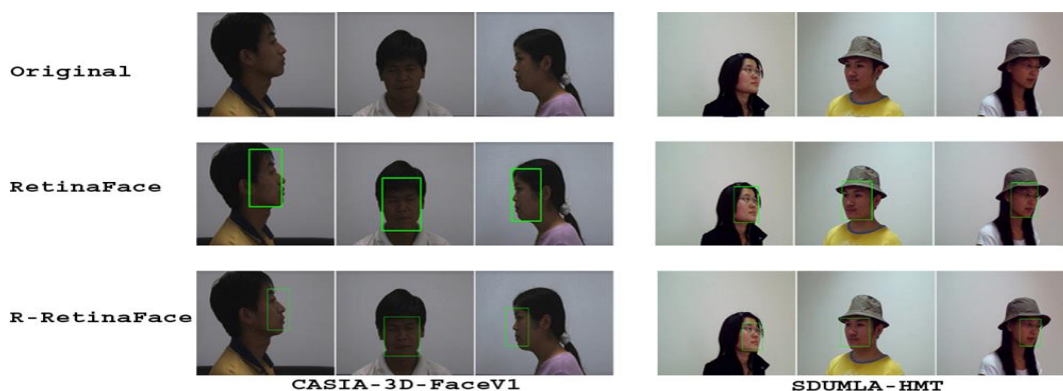 Original
RetinaFace
R-RetinaFace
CASIA-3D-FaceV1
SDUMLA-HMT